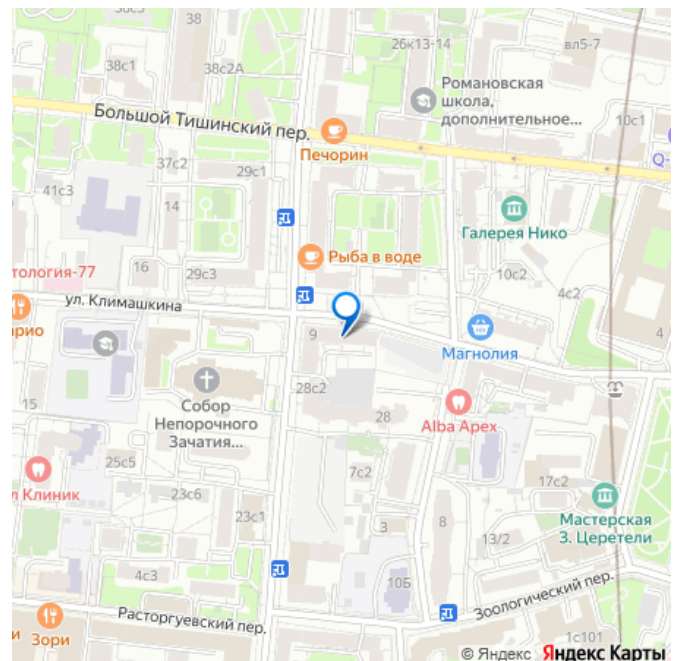 26к13-14
вл5-7
38с1
38с2А
Романовская
школа,
дополнительное...
10с1
Большой Тишинский пер.
Печорин
Q-
37с2
29с1
41с3
14
Галерея Нико
16
Рыба в воде
тология-77
29с3
10с2
4с2
ул. Климашкина
арио
9
4
Магнолия
28с2
Собор
Непорочного
Зачатия...
15
28
Alba Apex
25с5
7с2
л Клиник
23с6
17с2
23с1
3
8
Мастерская
З. Церетели
13/2
4с3
10Б
Зоологический пер.
Расторгуевский пер.
и
Зори
1с101
© Яндекс
Яндекс Карты